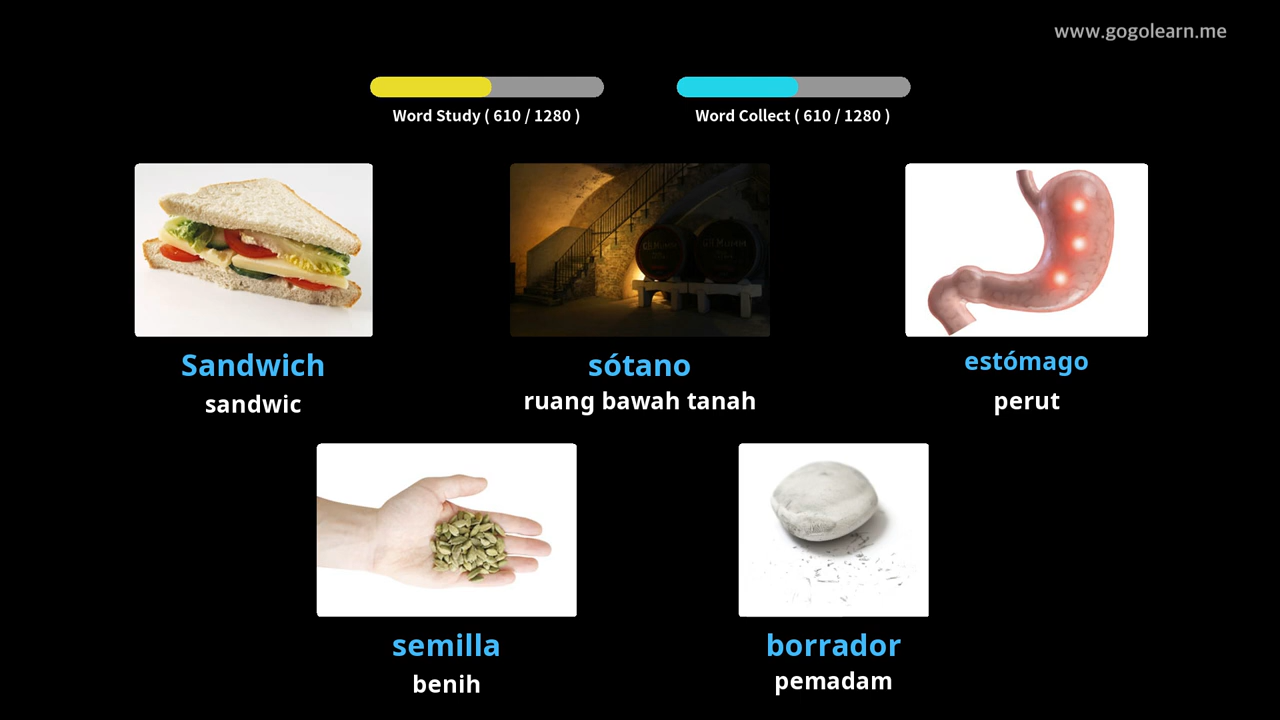 www.gogolearn.me
Word Study ( 610 / 1280 )
Word Collect ( 610 / 1280 )
Sandwich
sandwic
sótano
ruang bawah tanah
estómago
perut
semilla
benih
borrador
pemadam